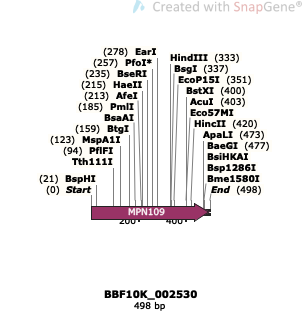 Created with SnapGene®
(278) EarI
(257) PfoI*
(235) BseRI
(215) HaeII
(213) AfeI
(185) PmlI
BsaAI
(159) BtgI
(123) MspA1I
(94) PflFI
Tth111I
(21) BspHI
(0) Start
HindIII (333)
BsgI (337)
EcoP15I (351)
BstXI (400)
AcuI (403)
Eco57MI
HincII (420)
ApaLI (473)
BaeGI (477)
BsiHKAI
Bsp1286I
Bme1580I
End (498)
MPN109
200
400
BBF10K_002530
498 bp